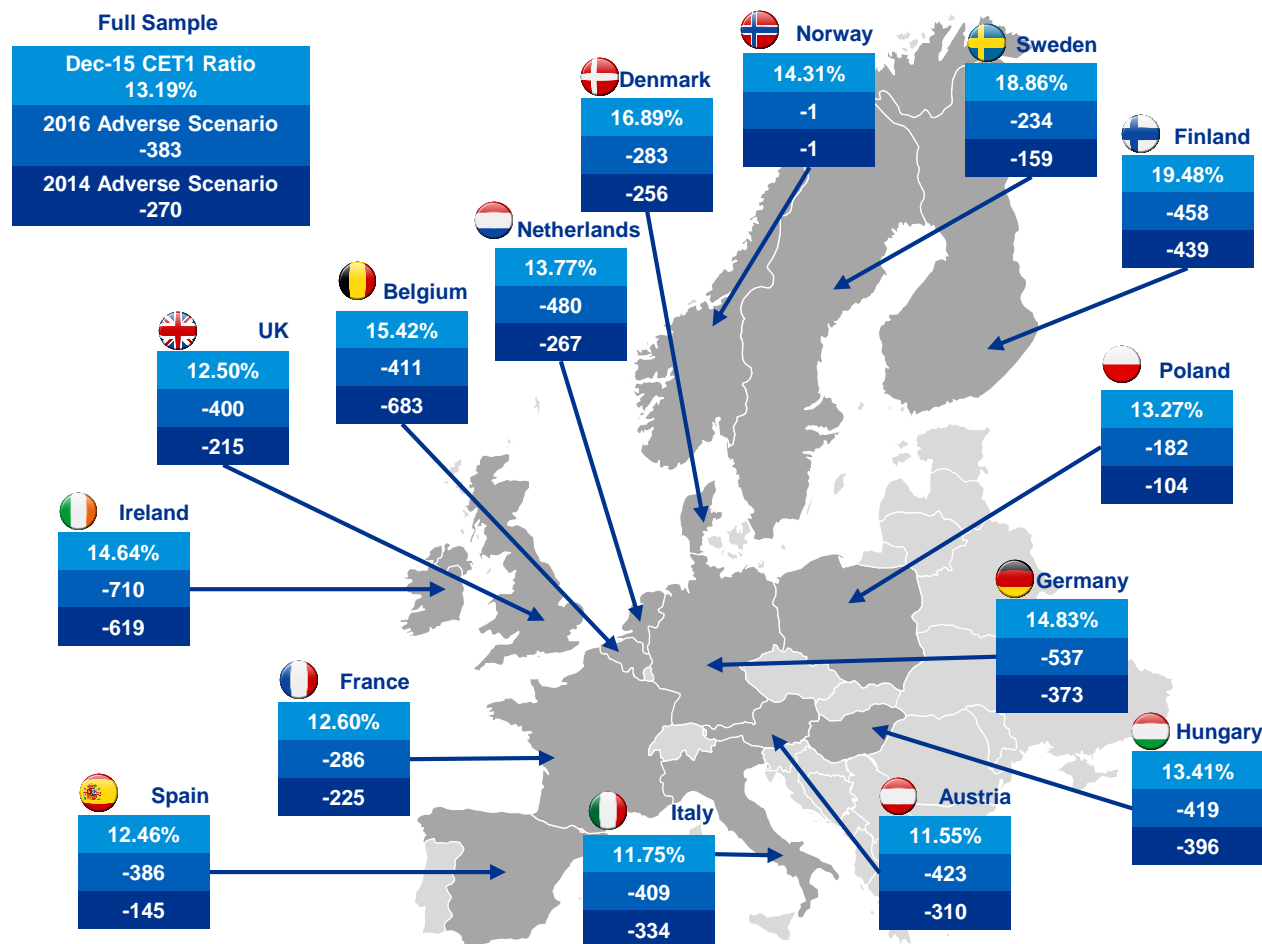 Full Sample
Dec-15 CET1 Ratio
13.19%
2016 Adverse Scenario
-383
2014 Adverse Scenario
-270
Norway
14.31%
-1
-1
Sweden
18.86%
-234
-159
Denmark
16.89%
-283
-256
Finland
19.48%
-458
-439
Netherlands
13.77%
-480
-267
Belgium
15.42%
-411
-683
UK
12.50%
-400
-215
Poland
13.27%
-182
-104
Ireland
14.64%
-710
-619
Germany
14.83%
-537
-373
France
12.60%
-286
-225
Hungary
13.41%
-419
-396
Spain
12.46%
-386
-145
Italy
11.75%
-409
-334
Austria
11.55%
-423
-310